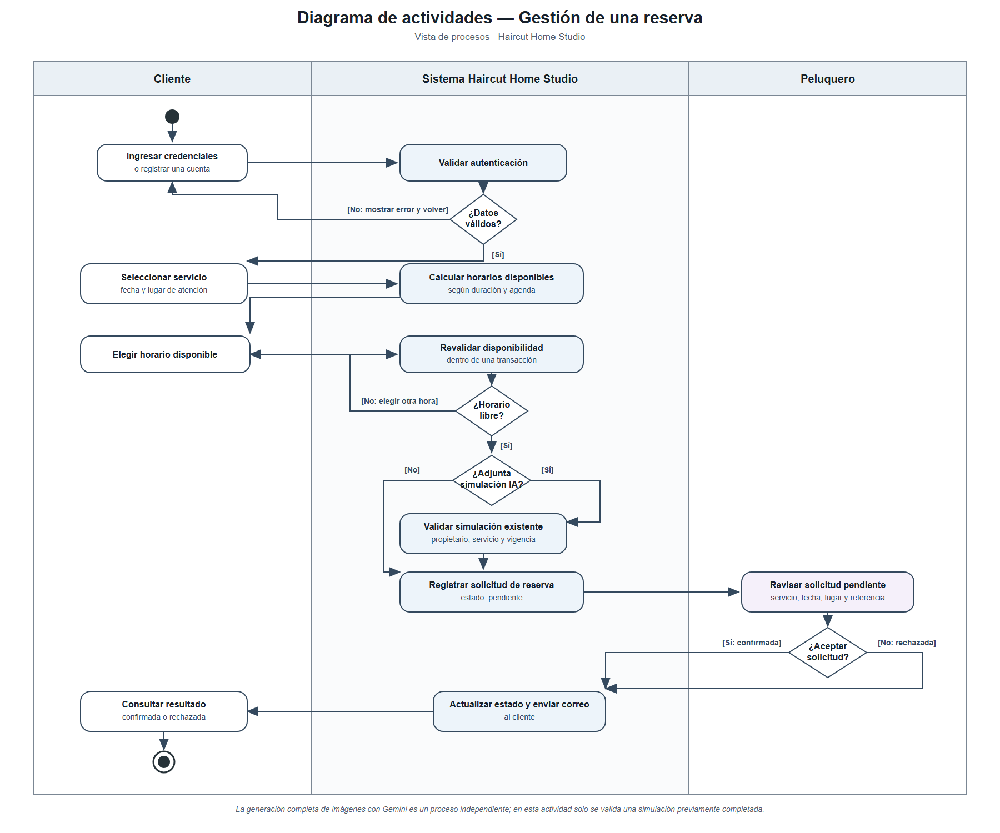 Diagrama de actividades — Gestión de una reserva
Vista de procesos · Haircut Home Studio
Cliente
Sistema Haircut Home Studio
Peluquero
Ingresar credenciales
o registrar una cuenta
Validar autenticación
[No: mostrar error y volver]
¿Datos
válidos?
[Sí]
Seleccionar servicio
fecha y lugar de atención
Calcular horarios disponibles
según duración y agenda
Elegir horario disponible
Revalidar disponibilidad
dentro de una transacción
[No: elegir otra hora]
¿Horario
libre?
[Sí]
[No]
¿Adjunta
simulación IA?
[Sí]
Validar simulación existente
propietario, servicio y vigencia
Registrar solicitud de reserva
estado: pendiente
Revisar solicitud pendiente
servicio, fecha, lugar y referencia
[Sí: confirmada]
¿Aceptar
solicitud?
[No: rechazada]
Consultar resultado
confirmada o rechazada
Actualizar estado y enviar correo
al cliente
La generación completa de imágenes con Gemini es un proceso independiente; en esta actividad solo se valida una simulación previamente completada.